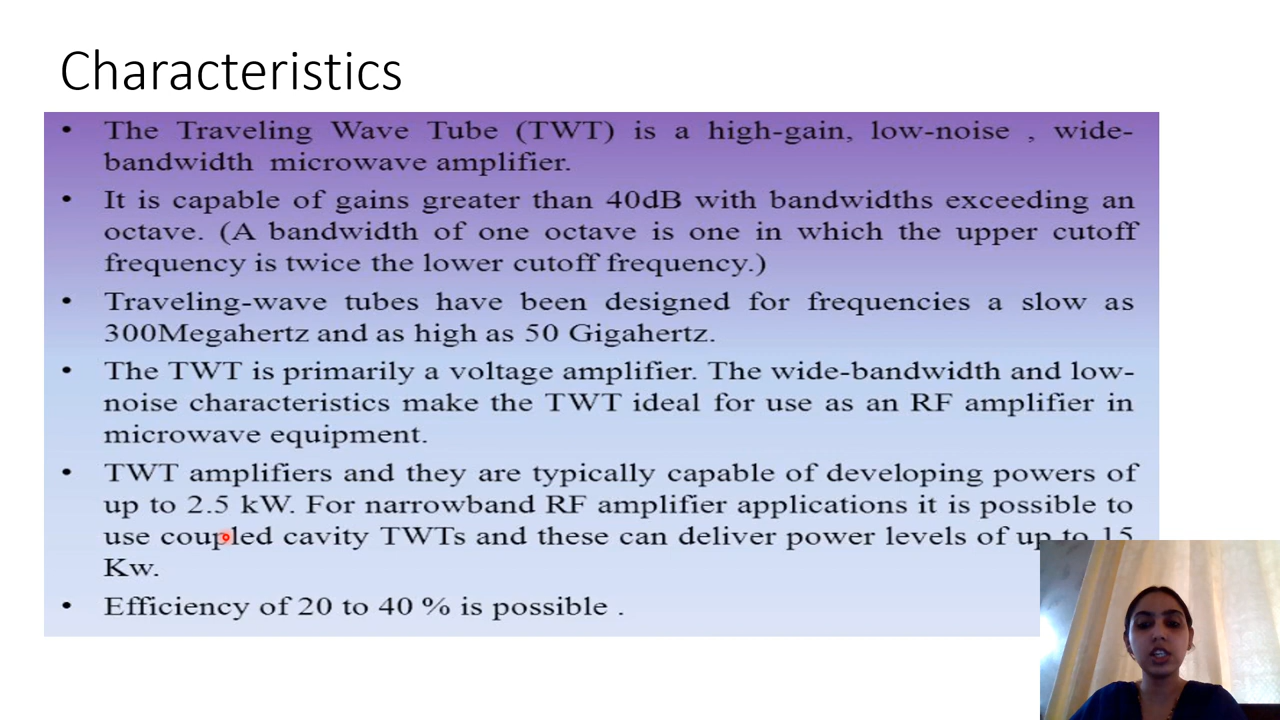 Characteristics
• The Traveling Wave Tube (TWT) is a high-gain, low-noise , wide-
bandwidth microwave amplifier.
• It is capable of gains greater than 40dB with bandwidths exceeding an
octave. (A bandwidth of one octave is one in which the upper cutoff
frequency is twice the lower cutoff frequency.)
• Traveling-wave tubes have been designed for frequencies a slow as
300Megahertz and as high as 50 Gigahertz.
• The TWT is primarily a voltage amplifier. The wide-bandwidth and low-
noise characteristics make the TWT ideal for use as an RF amplifier in
microwave equipment.
• TWT amplifiers and they are typically capable of developing powers of
up to 2.5 kW. For narrowband RF amplifier applications it is possible to
use coupled cavity TWTs and these can deliver power levels of up to 15
Kw.
• Efficiency of 20 to 40 % is possible .